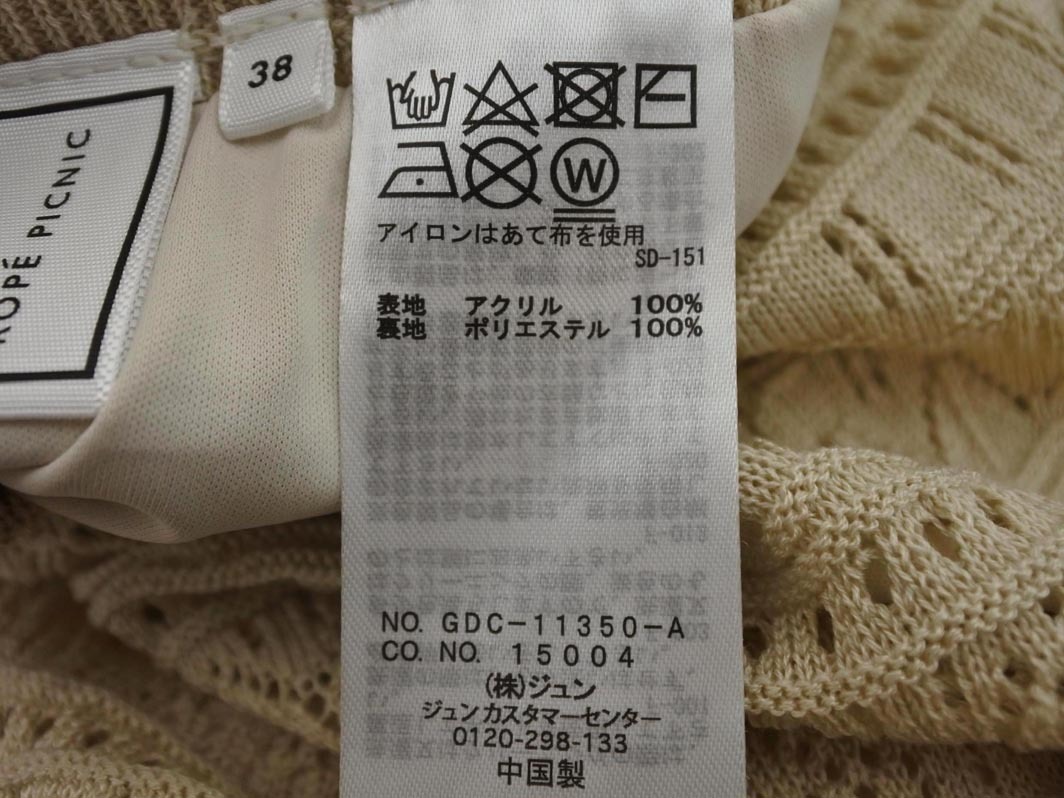 38
ROPÉ PICNIC
W
アイロンはあて布を使用
SD-151
表地 アクリル 100%
裏地 ポリエステル 100%
NO. GDC-11350-A
CO. NO. 15004
(株)ジュン
ジュンカスタマーセンター
0120-298-133
中国製